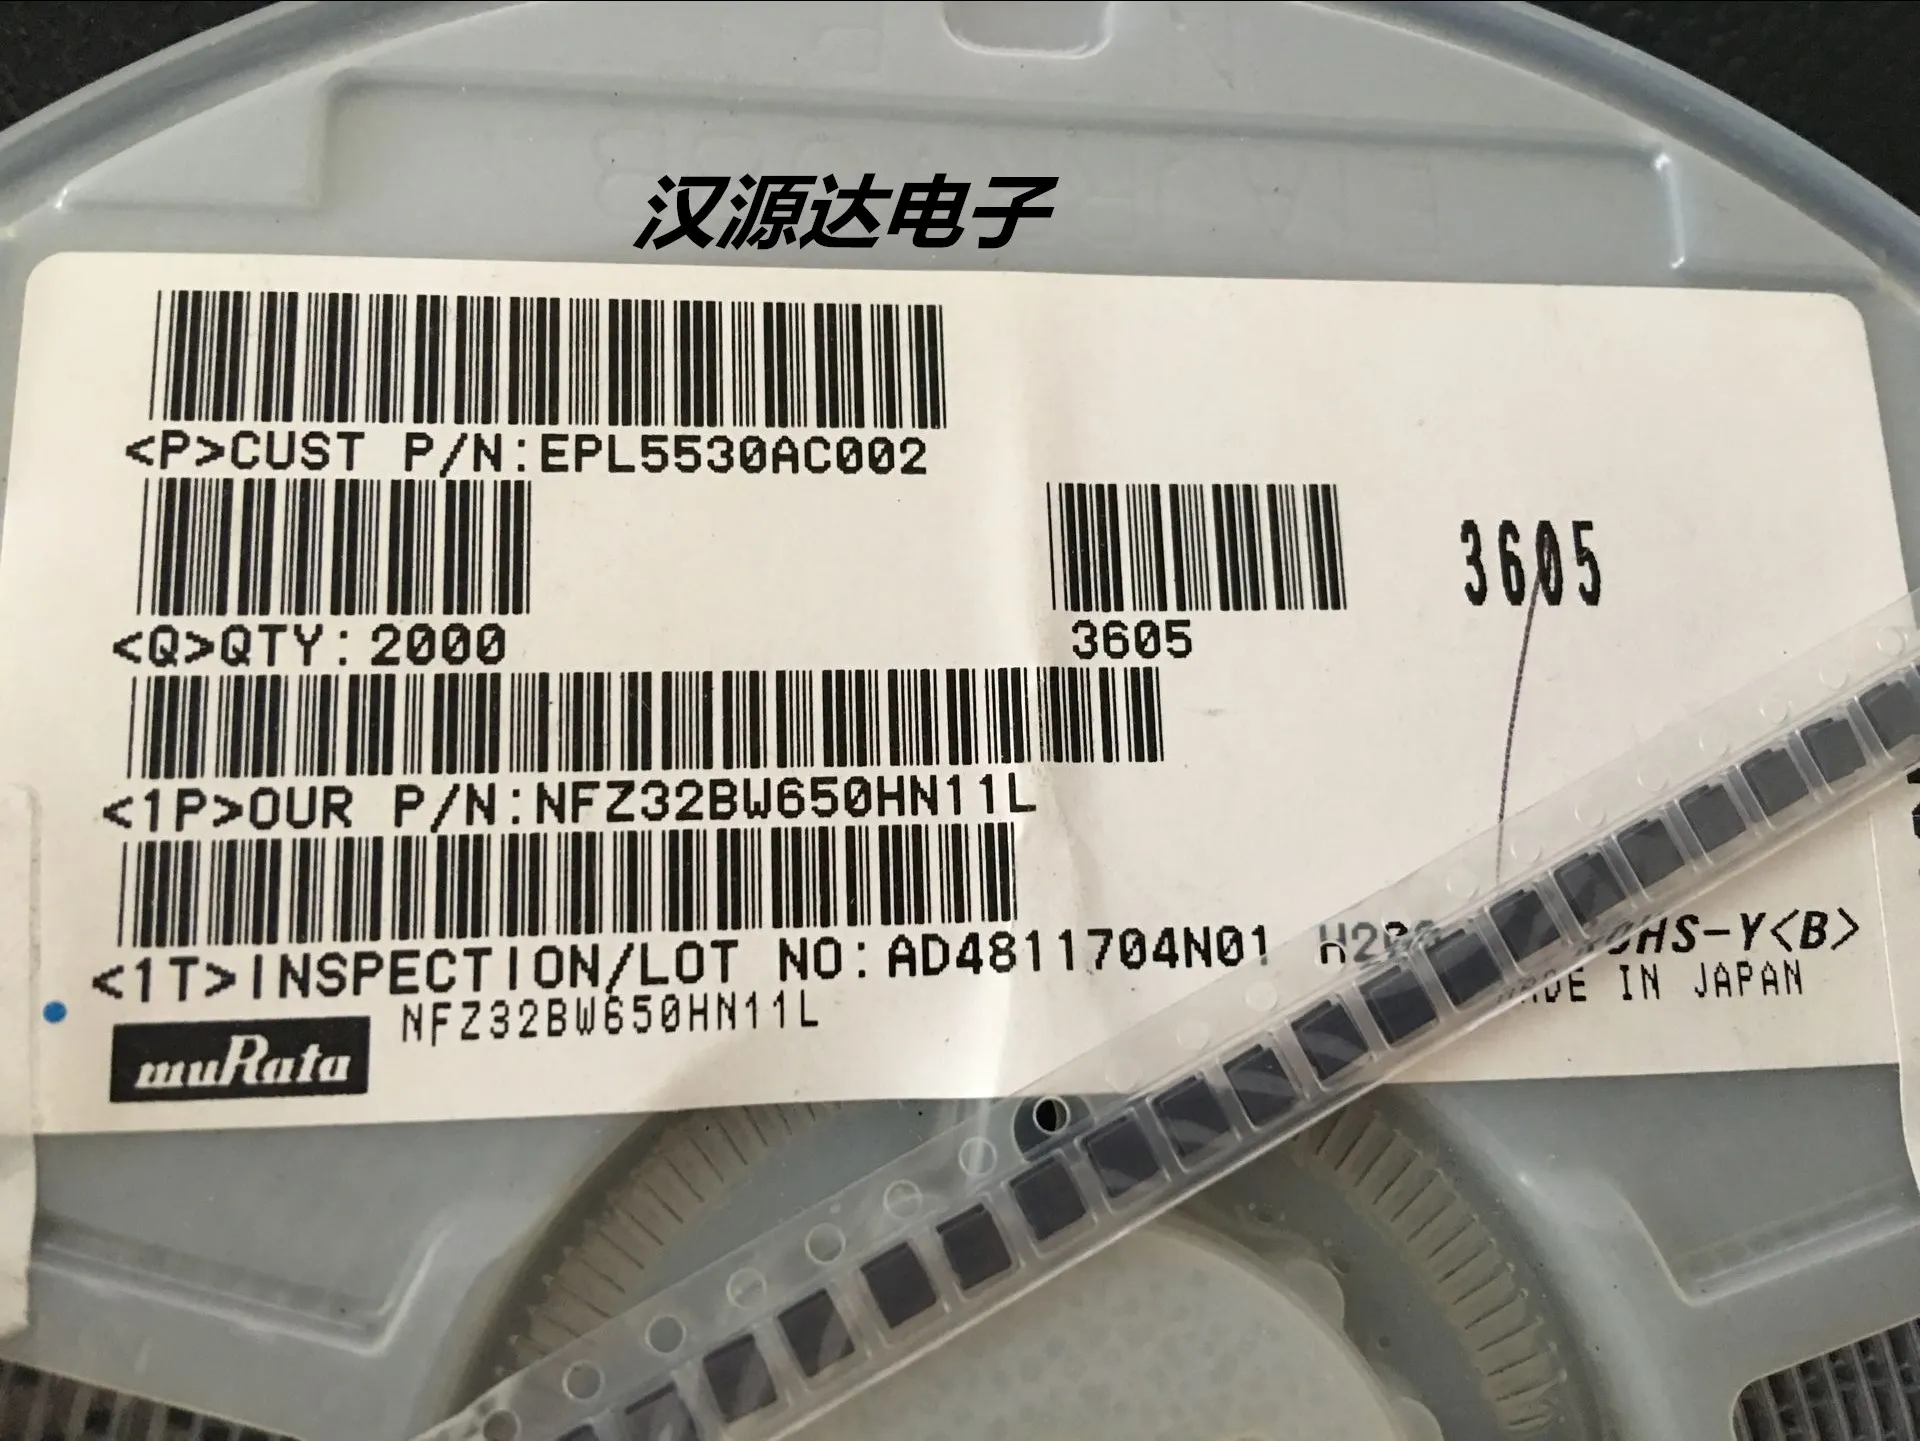 汉源达电子
<P>CUST P/N:EPL5530AC002
3605
<Q>QTY:2000
3605
<1P>OUR P/N:NFZ32BW650HN11L
<1T>INSPECTION/LOT NO:AD4811704N01
NFZ32BW650HN11L
MADE IN JAPAN
muRata